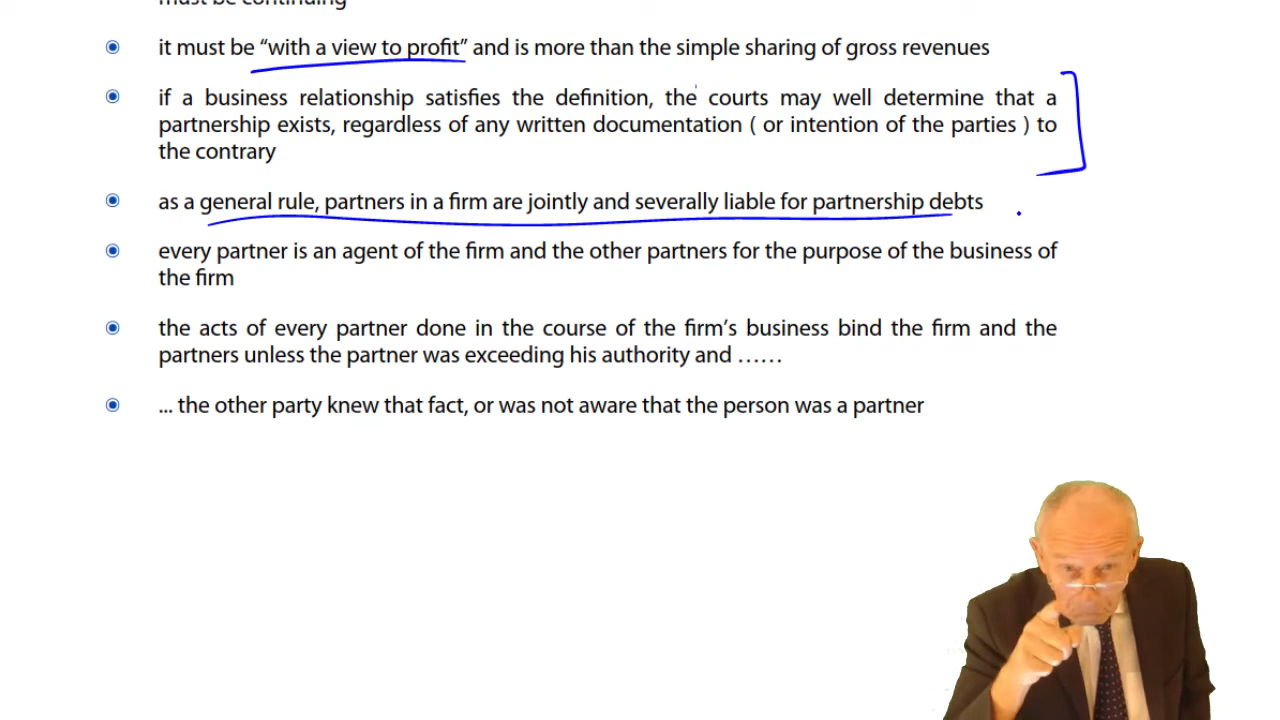 must be continuing
it must be “with a view to profit” and is more than the simple sharing of gross revenues
if a business relationship satisfies the definition, the courts may well determine that a
partnership exists, regardless of any written documentation ( or intention of the parties ) to
the contrary
as a general rule, partners in a firm are jointly and severally liable for partnership debts
every partner is an agent of the firm and the other partners for the purpose of the business of
the firm
the acts of every partner done in the course of the firm’s business bind the firm and the
partners unless the partner was exceeding his authority and ……
... the other party knew that fact, or was not aware that the person was a partner